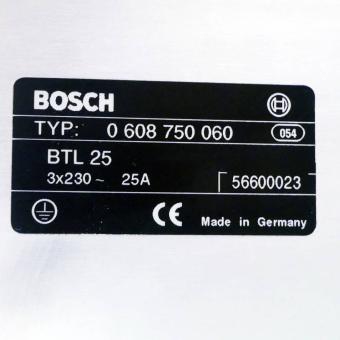 BOSCH
TYP: 0 608 750 060 054
BTL 25
3x230~ 25A 56600023
CE Made in Germany